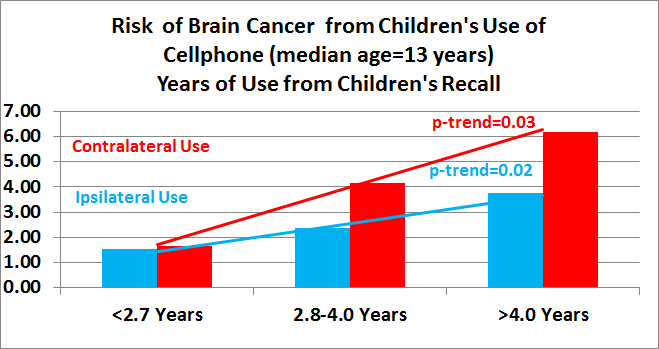 Risk of Brain Cancer from Children's Use of
Cellphone (median age=13 years)
Years of Use from Children's Recall
7.00
6.00
5.00
4.00
3.00
2.00
1.00
0.00
p-trend=0.03
Contralateral Use
p-trend=0.02
Ipsilateral Use
<2.7 Years
2.8-4.0 Years
>4.0 Years